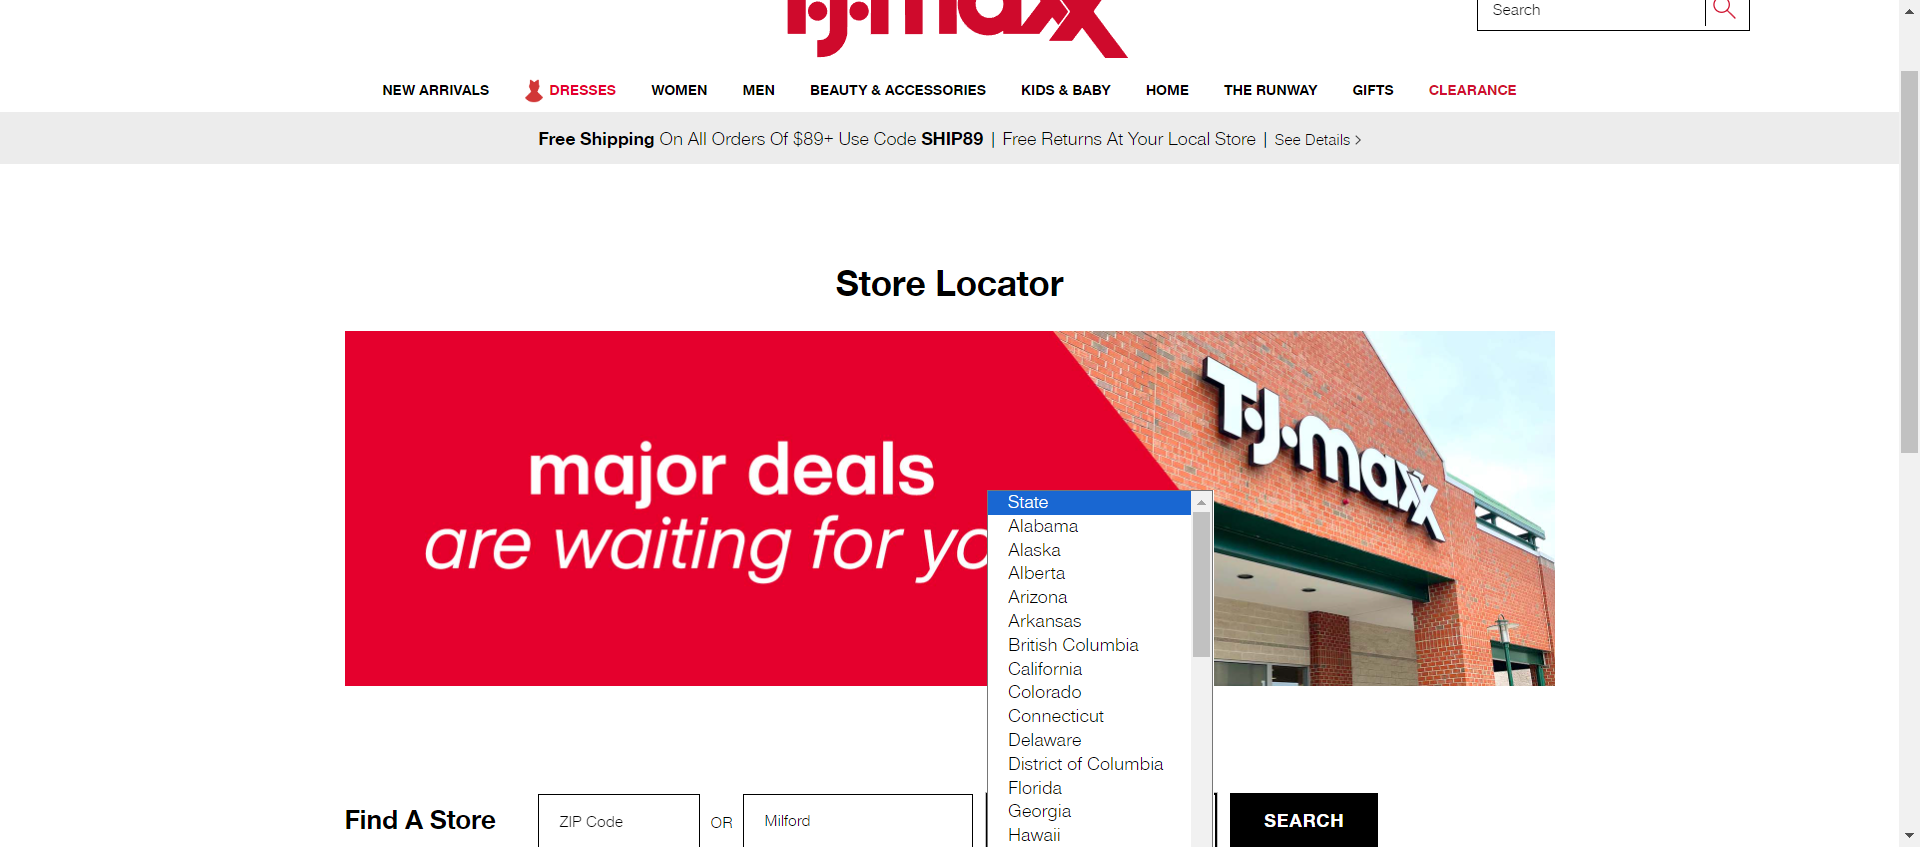 T.J.maxx
Search
NEW ARRIVALS DRESSES WOMEN MEN BEAUTY & ACCESSORIES KIDS & BABY HOME THE RUNWAY GIFTS CLEARANCE
Free Shipping On All Orders Of $89+ Use Code SHIP89 | Free Returns At Your Local Store | See Details >
Store Locator
major deals
are waiting for yo
T.J.maxx
State
Alabama
Alaska
Alberta
Arizona
Arkansas
British Columbia
California
Colorado
Connecticut
Delaware
District of Columbia
Florida
Georgia
Hawaii
Find A Store ZIP Code OR Milford SEARCH